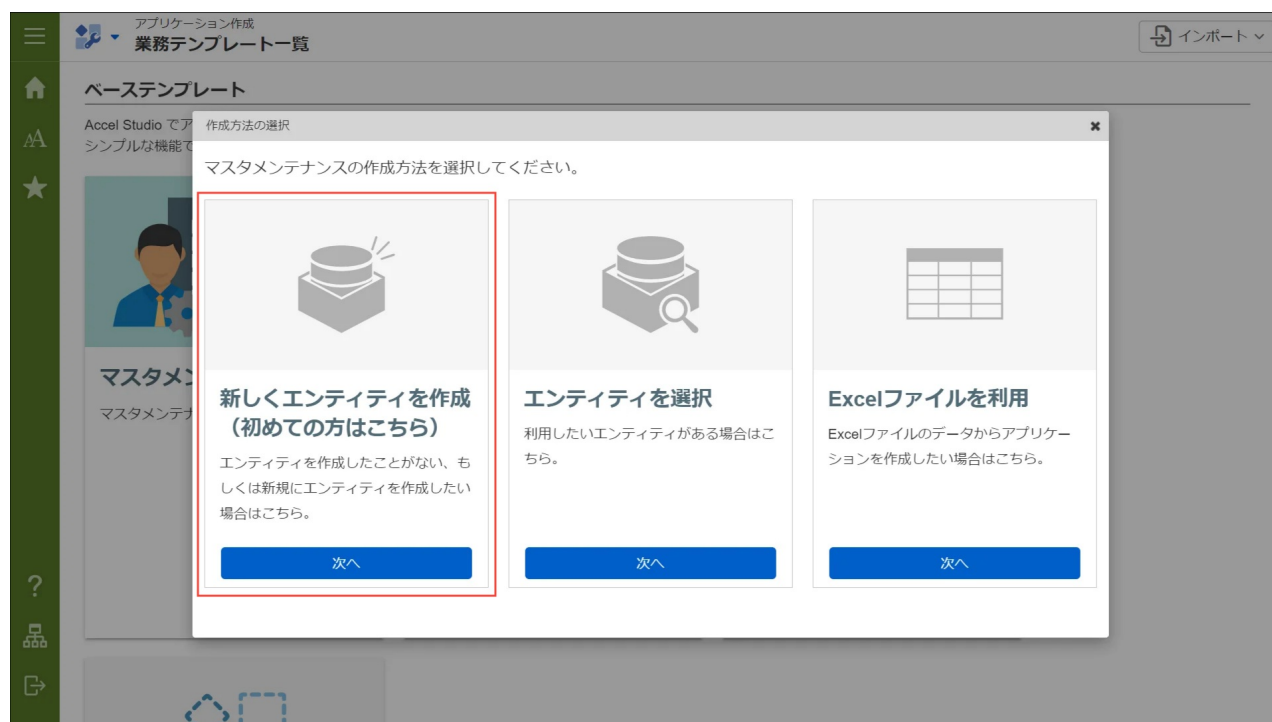 アプリケーション作成
業務テンプレート一覧
インポート
ベーステンプレート
Accel Studio でア
シンプルな機能で
作成方法の選択
マスタメンテナンスの作成方法を選択してください。
マスタメン
マスタメンテナ
新しくエンティティを作成
（初めての方はこちら）
エンティティを作成したことがない、も
しくは新規にエンティティを作成したい
場合はこちら。
次へ
エンティティを選択
利用したいエンティティがある場合はこ
ちら。
次へ
Excelファイルを利用
Excelファイルのデータからアプリケー
ションを作成したい場合はこちら。
次へ